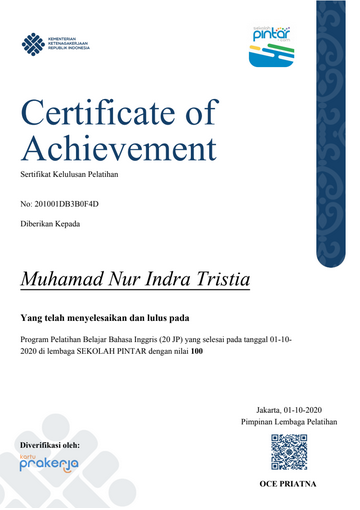 KEMENTERIAN
KETENAGAKERJAAN
REPUBLIK INDONESIA
pintar
Certificate of
Achievement
Sertifikat Kelulusan Pelatihan
No: 201001DB3B0F4D
Diberikan Kepada
Muhamad Nur Indra Tristia
Yang telah menyelesaikan dan lulus pada
Program Pelatihan Belajar Bahasa Inggris (20 JP) yang selesai pada tanggal 01-10-
2020 di lembaga SEKOLAH PINTAR dengan nilai 100
Jakarta, 01-10-2020
Pimpinan Lembaga Pelatihan
Diverifikasi oleh:
kartu
prakerja
OCE PRIATNA